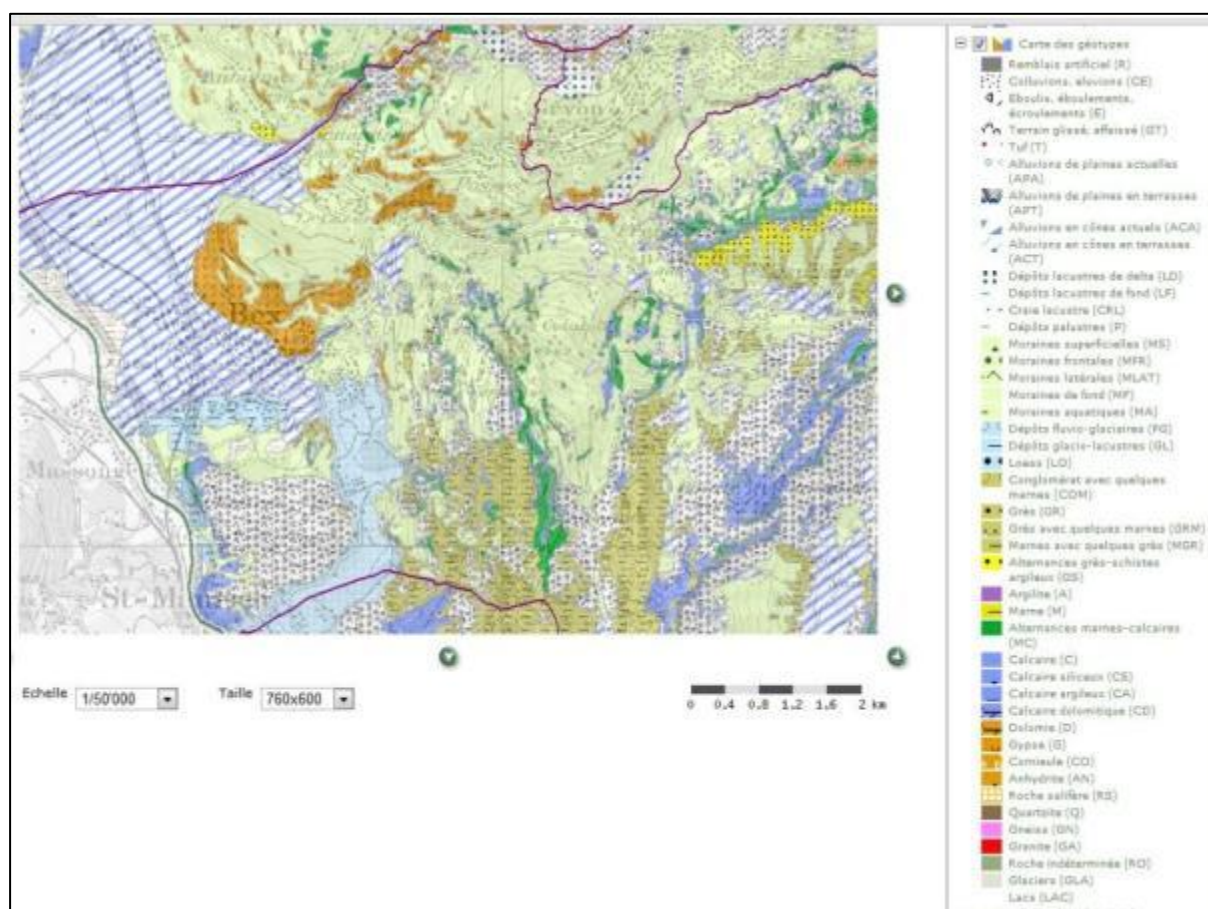 Bex
St-M
Echelle 1/50'000 Taille 760x600
0 0.4 0.8 1.2 1.6 2 km
Carte des géotypes
Remblais artificiel (R)
Colluvions, eluvions (CE)
Eboulis, éboulements,
écroulements (E)
Terrain glissé, affaissé (GT)
Tuf (T)
Alluvions de plaines actuelles
(APA)
Alluvions de plaines en terrasses
(APT)
Alluvions en cônes actuels (ACA)
Alluvions en cônes en terrasses
(ACT)
Dépôts lacustres de delta (LD)
Dépôts lacustres de fond (LF)
Craie lacustre (CRL)
Dépôts palustres (P)
Moraines superficielles (MS)
Moraines frontales (MFR)
Moraines latérales (MLAT)
Moraines de fond (MF)
Moraines aquatiques (MA)
Dépôts fluvio-glaciaires (FG)
Dépôts glacio-lacustres (GL)
Loess (LO)
Conglomérat avec quelques
marnes (COM)
Grès (GR)
Grès avec quelques marnes (GRM)
Marnes avec quelques grès (MGR)
Alternances grès-schistes
argileux (GS)
Argilite (A)
Marne (M)
Alternances marnes-calcaires
(MC)
Calcaire (C)
Calcaire siliceux (CS)
Calcaire argileux (CA)
Calcaire dolomitique (CD)
Dolomie (D)
Gypse (G)
Cornieule (CO)
Anhydrite (AN)
Roche salifère (RS)
Quartzite (Q)
Gneiss (GN)
Granite (GA)
Roche indéterminée (RO)
Glaciers (GLA)
Lacs (LAC)